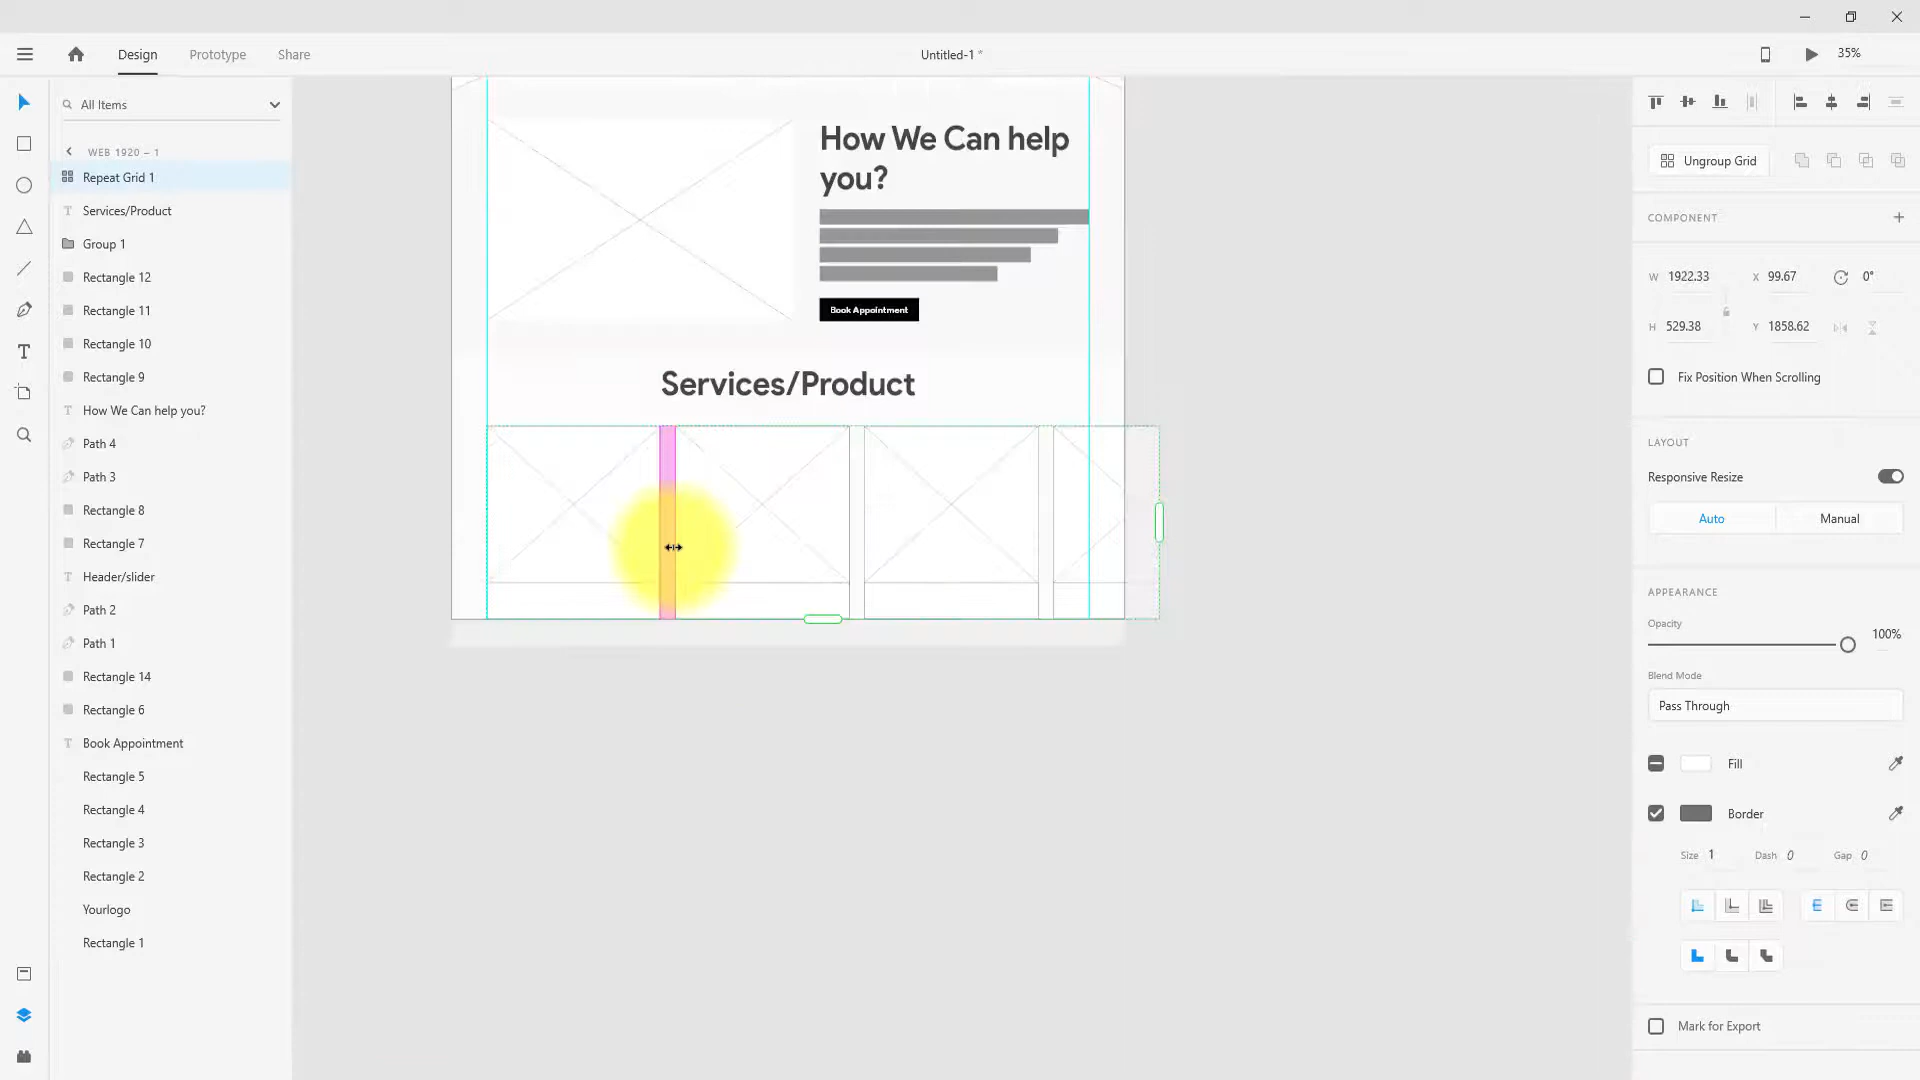 Design
Prototype
Share
Untitled-1 *
35%
All Items
WEB 1920 – 1
Repeat Grid 1
Services/Product
Group 1
Rectangle 12
Rectangle 11
Rectangle 10
Rectangle 9
How We Can help you?
Path 4
Path 3
Rectangle 8
Rectangle 7
Header/slider
Path 2
Path 1
Rectangle 14
Rectangle 6
Book Appointment
Rectangle 5
Rectangle 4
Rectangle 3
Rectangle 2
Yourlogo
Rectangle 1
How We Can help
you?
Book Appointment
Services/Product
Ungroup Grid
COMPONENT
W 1922.33 X 99.67 0°
H 529.38 Y 1858.62
Fix Position When Scrolling
LAYOUT
Responsive Resize
Auto Manual
APPEARANCE
Opacity
100%
Blend Mode
Pass Through
Fill
Border
Size 1 Dash 0 Gap 0
Mark for Export